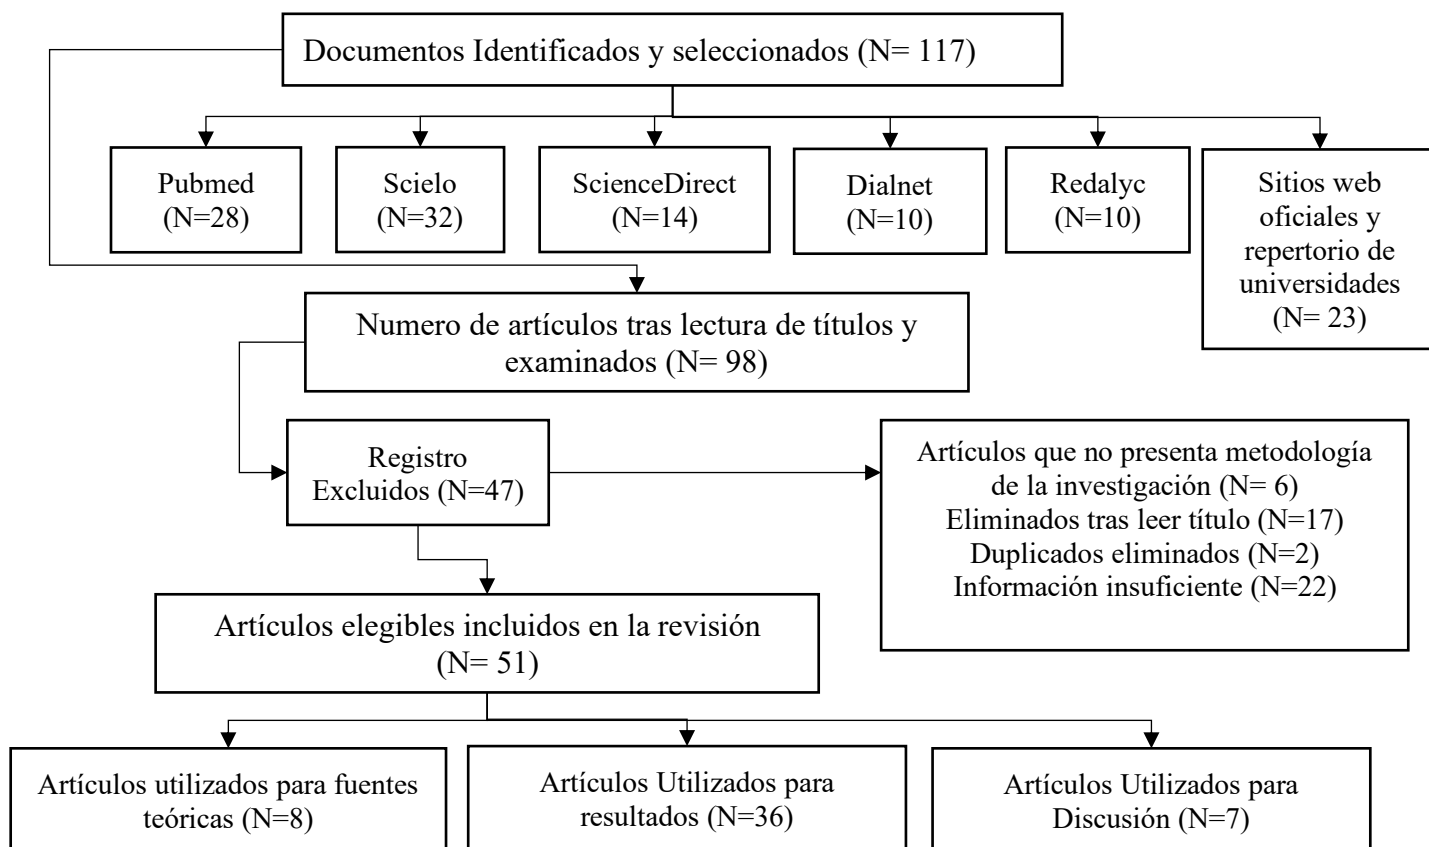 Documentos Identificados y seleccionados (N= 117)
Pubmed
(N=28)
Scielo
(N=32)
ScienceDirect
(N=14)
Dialnet
(N=10)
Redalyc
(N=10)
Sitios web
oficiales y
repertorio de
universidades
(N= 23)
Numero de artículos tras lectura de títulos y
examinados (N= 98)
Registro
Excluidos (N=47)
Artículos que no presenta metodología
de la investigación (N= 6)
Eliminados tras leer título (N=17)
Duplicados eliminados (N=2)
Información insuficiente (N=22)
Artículos elegibles incluidos en la revisión
(N= 51)
Artículos utilizados para fuentes
teóricas (N=8)
Artículos Utilizados para
resultados (N=36)
Artículos Utilizados para
Discusión (N=7)